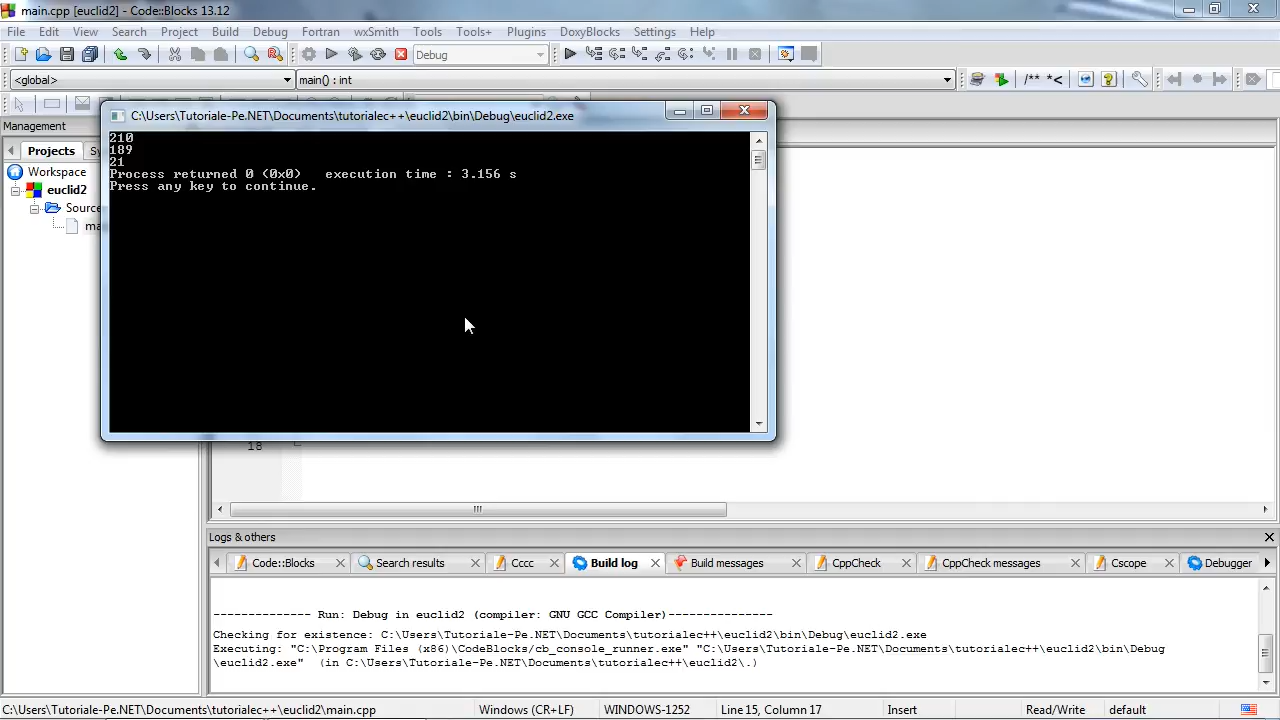 main.cpp [euclid2] - Code::Blocks 13.12
File Edit View Search Project Build Debug Fortran wxSmith Tools Tools+ Plugins DoxyBlocks Settings Help
Debug
<global> main() : int /** *<
C:\Users\Tutoriale-Pe.NET\Documents\tutorialec++\euclid2\bin\Debug\euclid2.exe
Management
Projects Sy
Workspace
euclid2
Sourc
ma
210
189
21
Process returned 0 (0x0)   execution time : 3.156 s
Press any key to continue.
18
Logs & others
Code::Blocks Search results Cccc Build log Build messages CppCheck CppCheck messages Cscope Debugger
-------------- Run: Debug in euclid2 (compiler: GNU GCC Compiler)---------------
Checking for existence: C:\Users\Tutoriale-Pe.NET\Documents\tutorialec++\euclid2\bin\Debug\euclid2.exe
Executing: "C:\Program Files (x86)\CodeBlocks/cb_console_runner.exe" "C:\Users\Tutoriale-Pe.NET\Documents\tutorialec++\euclid2\bin\Debug
\euclid2.exe"  (in C:\Users\Tutoriale-Pe.NET\Documents\tutorialec++\euclid2\.)
C:\Users\Tutoriale-Pe.NET\Documents\tutorialec++\euclid2\main.cpp Windows (CR+LF) WINDOWS-1252 Line 15, Column 17 Insert Read/Write default